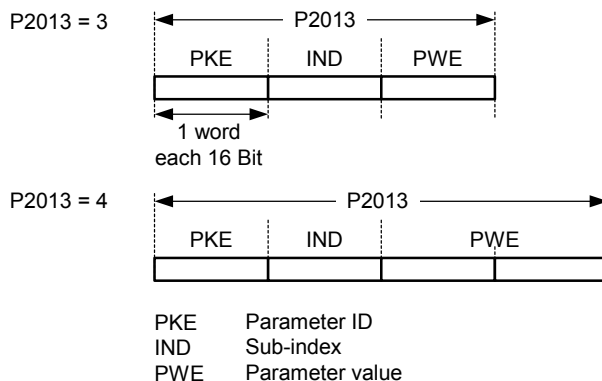 P2013 = 3
P2013
PKE IND PWE
1 word
each 16 Bit
P2013 = 4
P2013
PKE IND PWE
PKE Parameter ID
IND Sub-index
PWE Parameter value